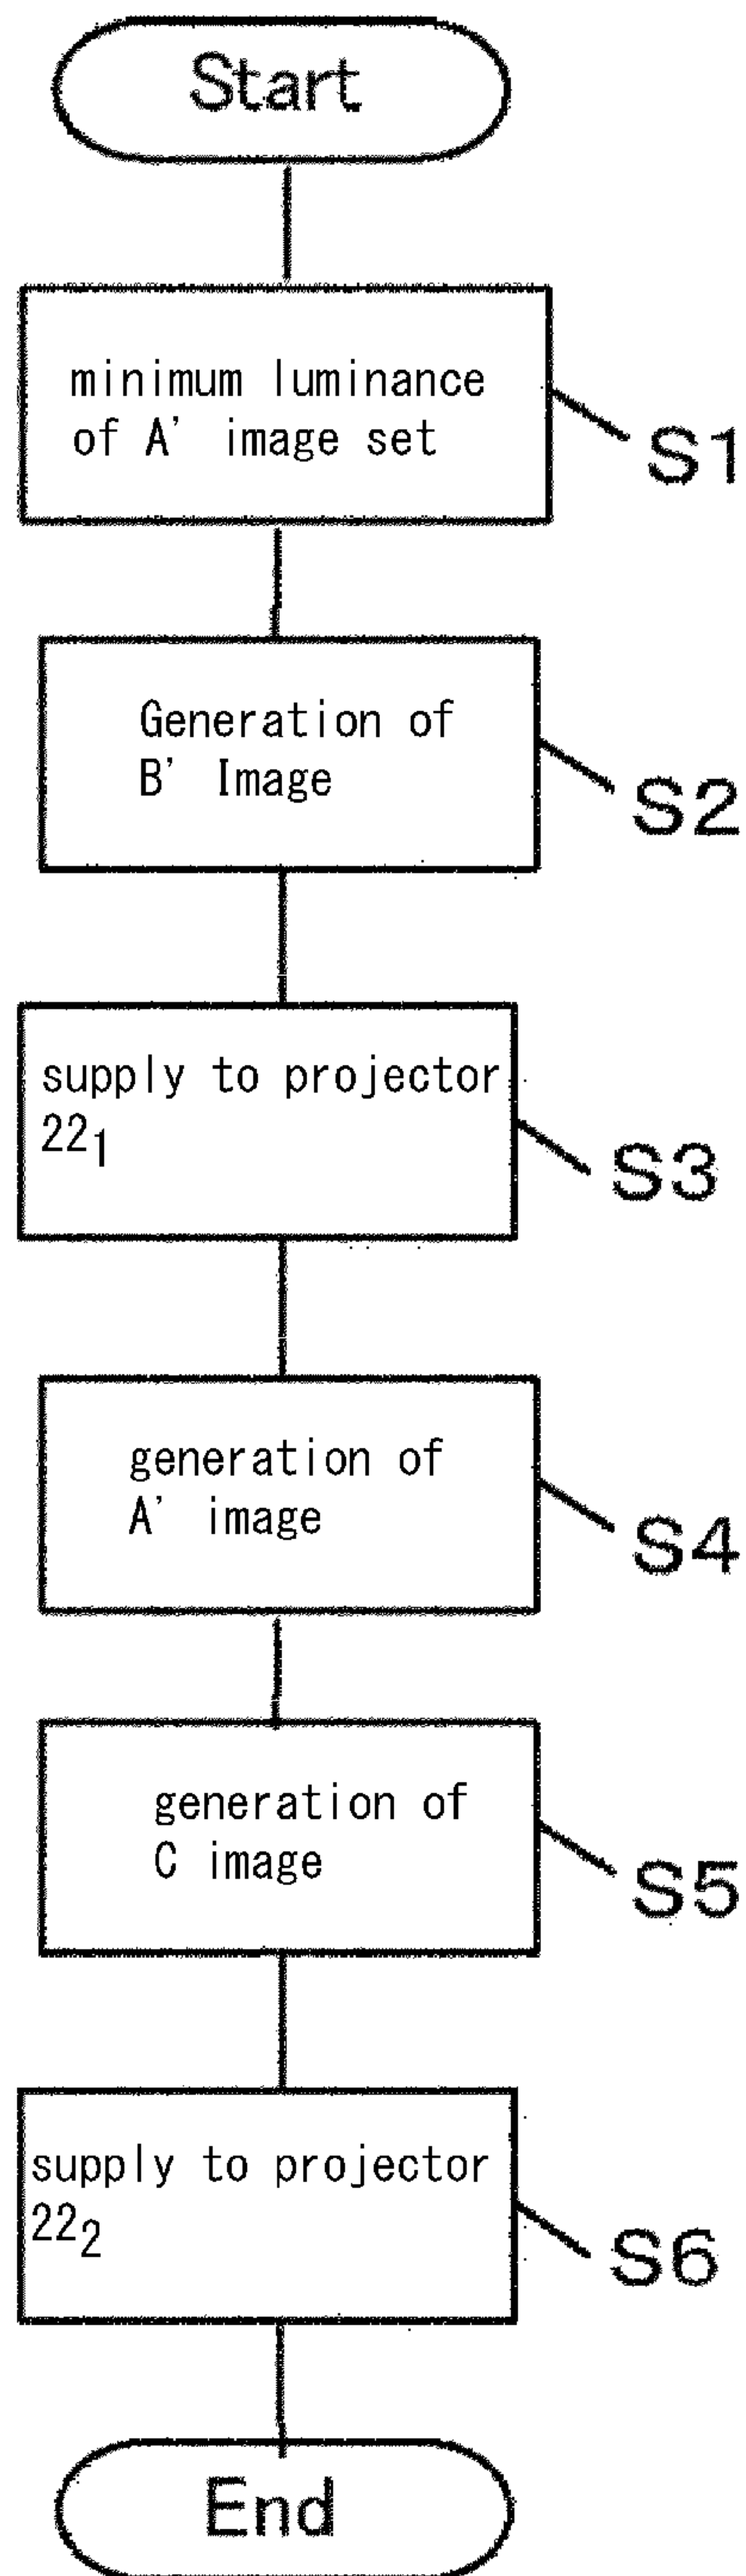 Start
minimum luminance
of A' image set
S1
Generation of
B' Image
S2
supply to projector
22₁
S3
generation of
A' image
S4
generation of
C image
S5
supply to projector
22₂
S6
End